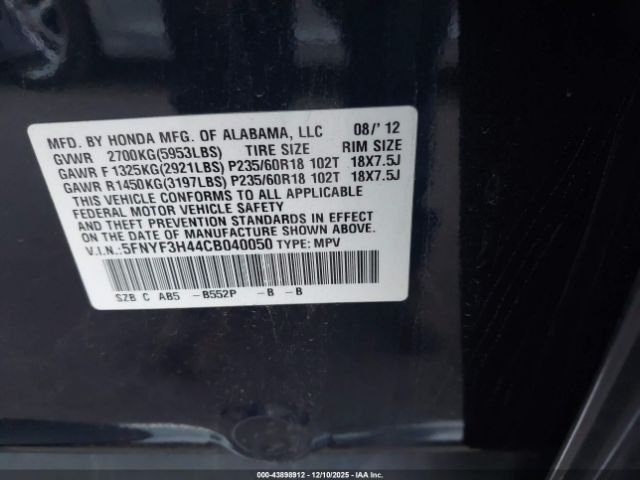 MFD. BY HONDA MFG. OF ALABAMA, LLC 08/'12
GVWR 2700KG(5953LBS) TIRE SIZE RIM SIZE
GAWR F 1325KG(2921LBS) P235/60R18 102T 18X7.5J
GAWR R1450KG(3197LBS) P235/60R18 102T 18X7.5J
THIS VEHICLE CONFORMS TO ALL APPLICABLE
FEDERAL MOTOR VEHICLE SAFETY
AND THEFT PREVENTION STANDARDS IN EFFECT
ON THE DATE OF MANUFACTURE SHOWN ABOVE.
V.I.N.:5FNYF3H44CB040050 TYPE: MPV
SZB C AB5 -B552P -B -B
000-43898912 - 12/10/2025 - IAA Inc.